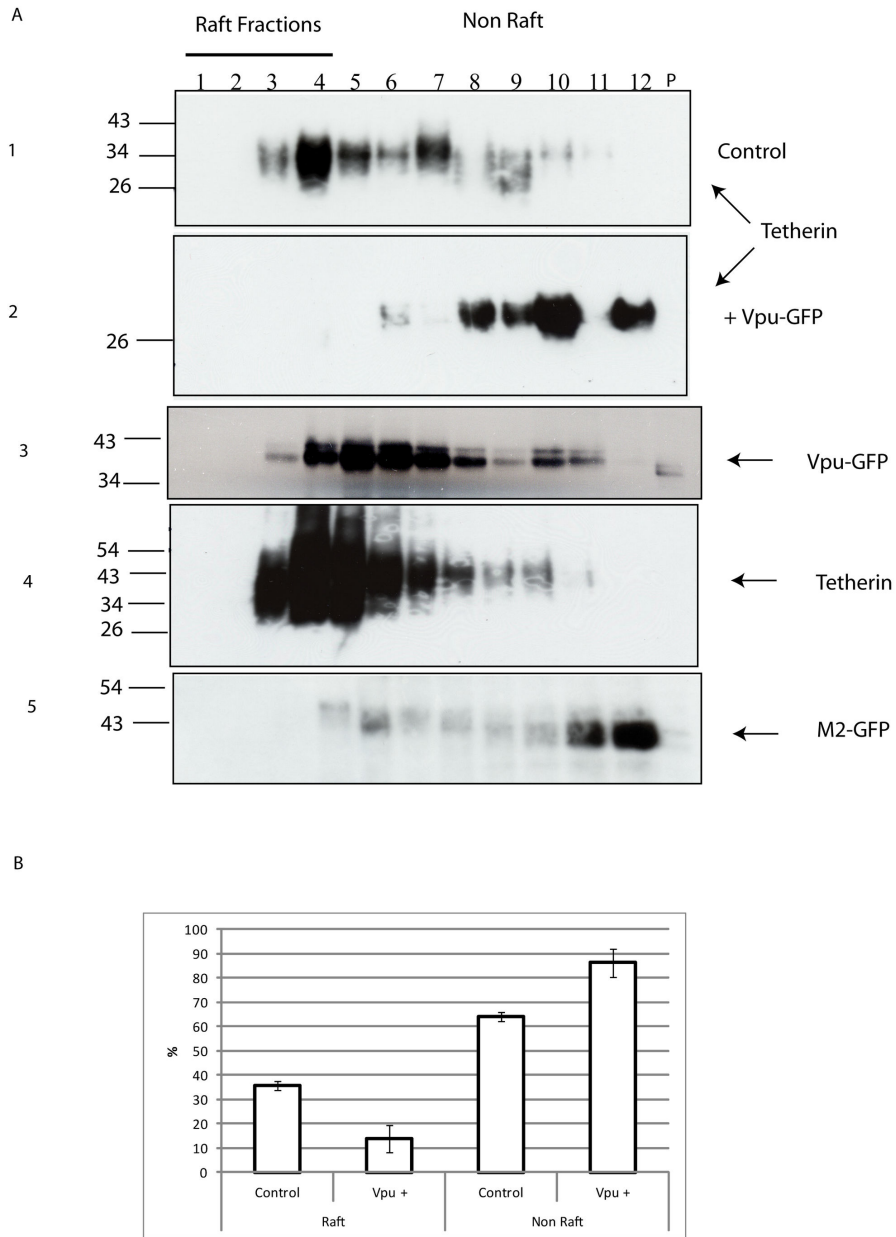 A
Raft Fractions
Non Raft
1 2 3 4 5 6 7 8 9 10 11 12 P
1
43
34
26
Control
Tetherin
2
26
+ Vpu-GFP
3
43
34
Vpu-GFP
4
54
43
34
26
Tetherin
5
54
43
M2-GFP
B
100
90
80
70
60
50
40
30
20
10
0
%
Control Vpu + Control Vpu +
Raft Non Raft